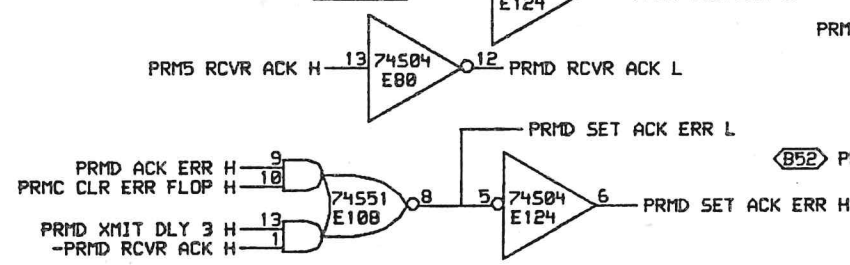 E124
PRM
PRM5 RCVR ACK H 13 74S04 12 PRMD RCVR ACK L
E80
PRMD SET ACK ERR L
B52 P
PRMD ACK ERR H 9
PRMC CLR ERR FLOP H 10
74S51 8 5 74S04 6 PRMD SET ACK ERR H
E108 E124
PRMD XMIT DLY 3 H 13
-PRMD RCVR ACK H 1